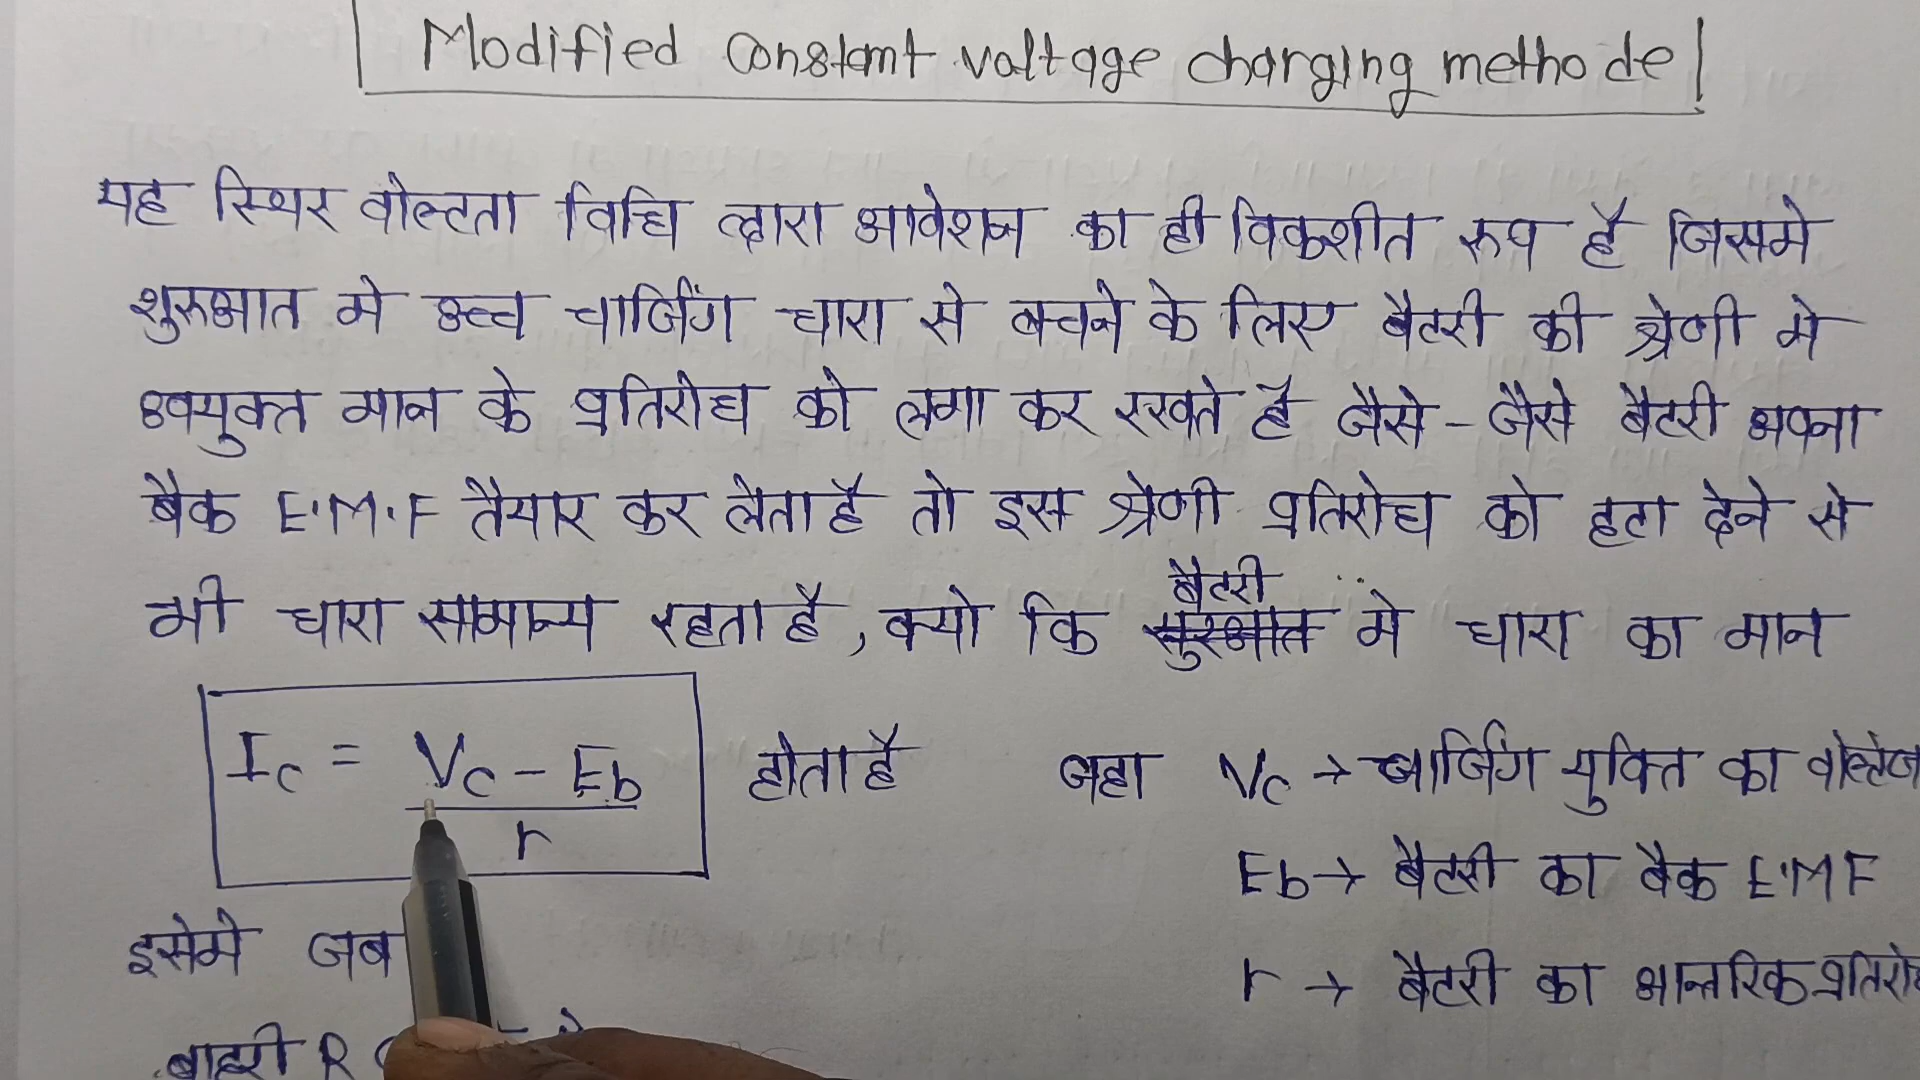 Modified Constant voltage charging methode
यह स्थिर वोल्टता विधि द्वारा आवेशन का ही विकशीत रूप है जिसमे
शुरुआत मे उच्च चार्जिंग धारा से बचने के लिए बैटरी की श्रेणी मे
उपयुक्त मान के प्रतिरोध को लगा कर रखते है जैसे - जैसे बैटरी अपना
बैक E.M.F तैयार कर लेता है तो इस श्रेणी प्रतिरोध को हटा देने से
बैटरी
भी धारा सामान्य रहता है, क्यो कि सुरुआत मे धारा का मान
Ic = Vc - Eb / r होता है जहा Vc → चार्जिंग युक्ति का वोल्टेज
Eb → बैटरी का बैक E.M.F
इसेमे जब
r → बैटरी का आन्तरिक प्रतिरो
बाहरी R